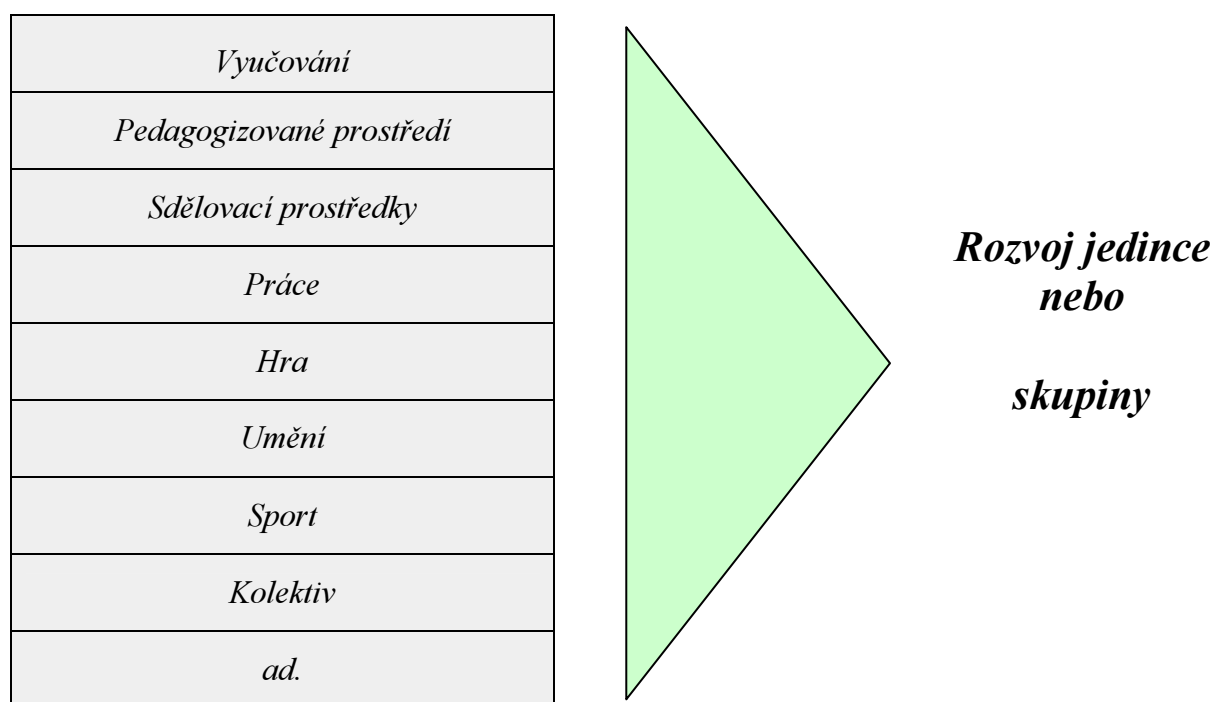 Vyučování
Pedagogizované prostředí
Sdělovací prostředky
Práce
Hra
Umění
Sport
Kolektiv
ad.
Rozvoj jedince
nebo
skupiny